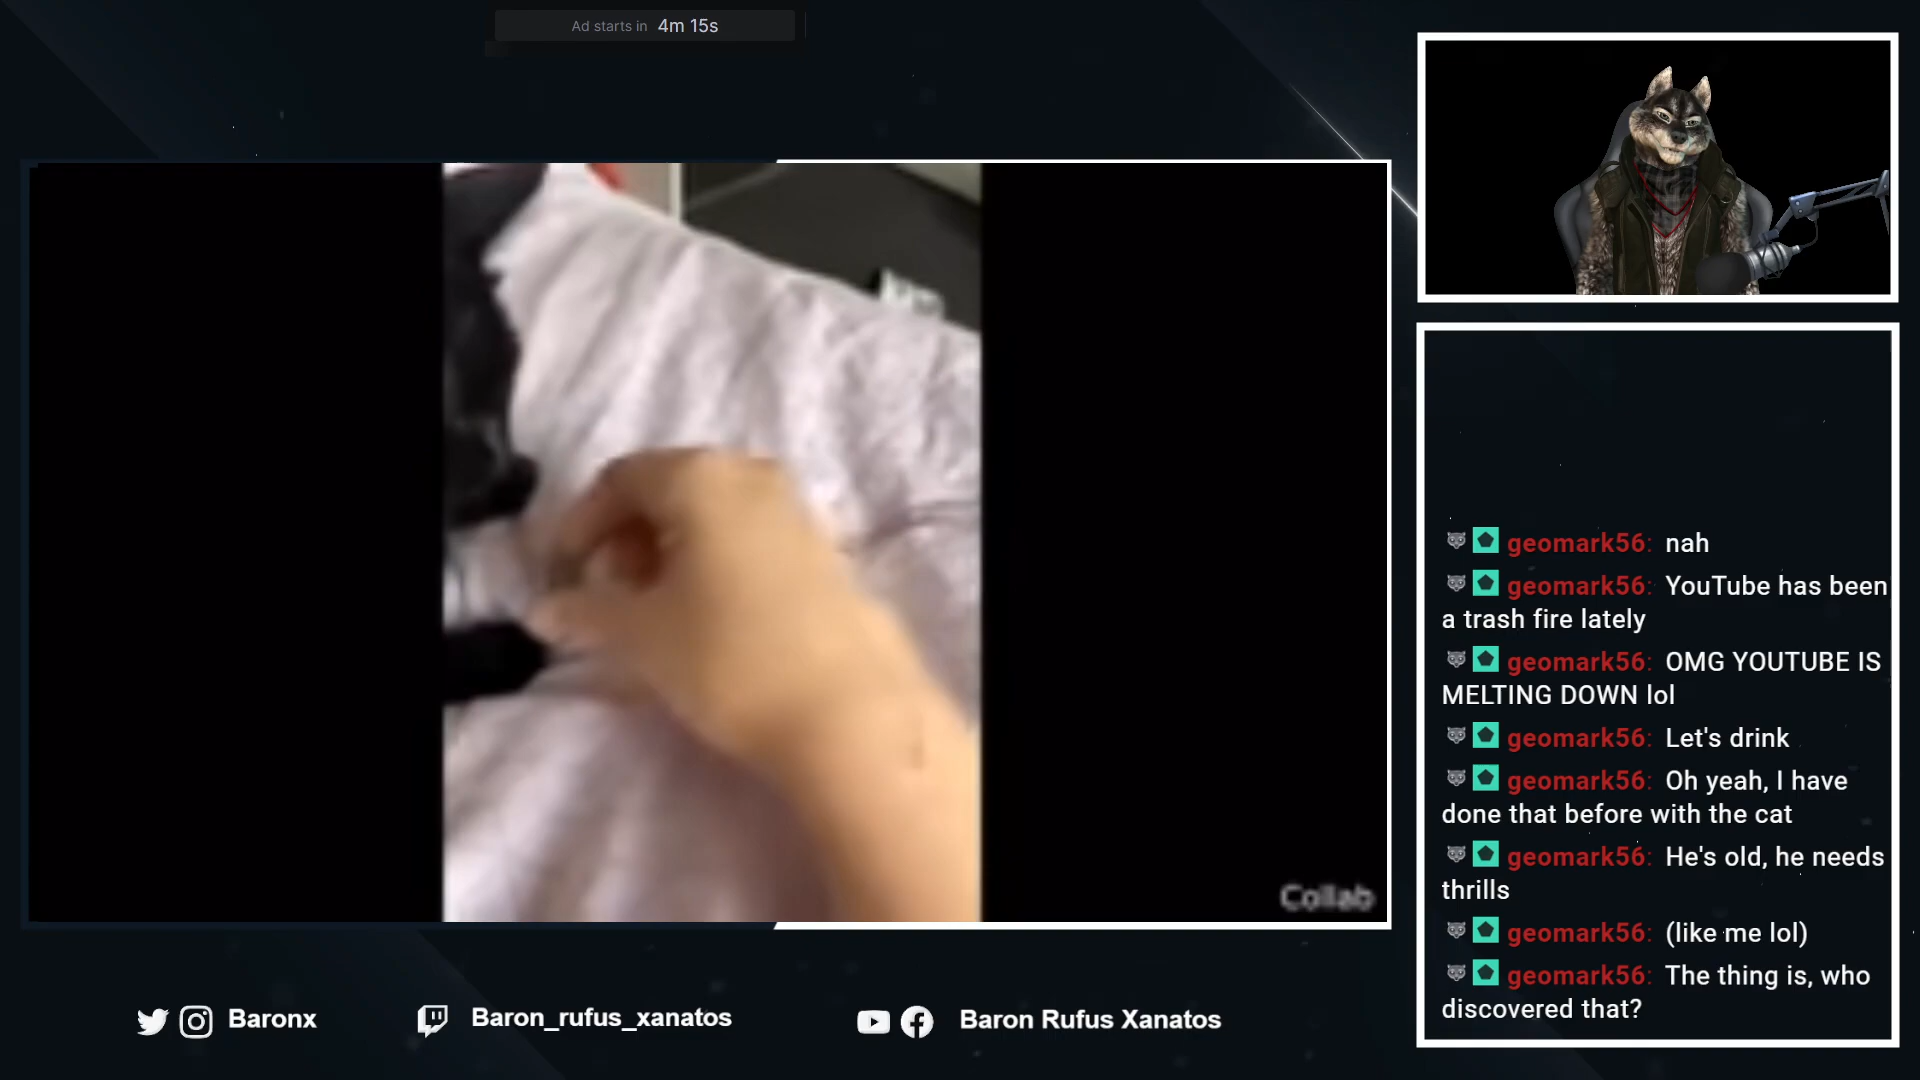 Ad starts in 4m 15s
geomark56: nah
geomark56: YouTube has been
a trash fire lately
geomark56: OMG YOUTUBE IS
MELTING DOWN lol
geomark56: Let's drink
geomark56: Oh yeah, I have
done that before with the cat
geomark56: He's old, he needs
thrills
geomark56: (like me lol)
geomark56: The thing is, who
discovered that?
Collab
Baronx
Baron_rufus_xanatos
Baron Rufus Xanatos